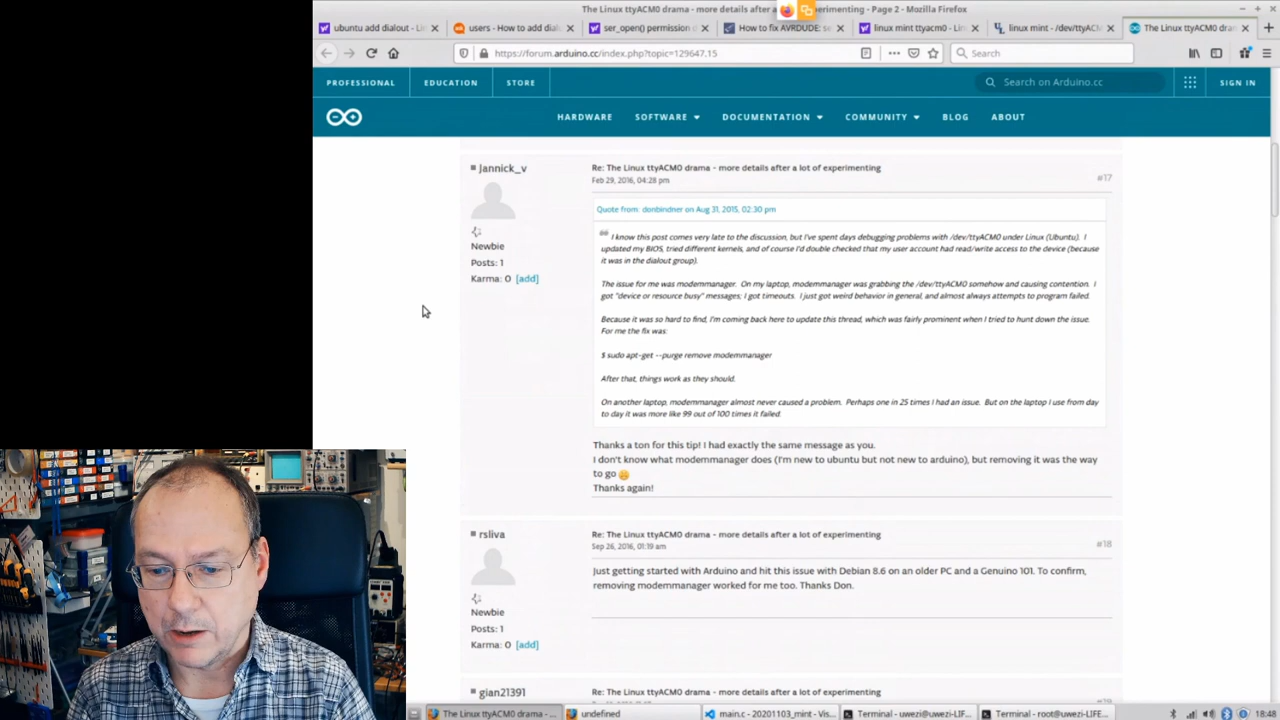 The Linux ttyACM0 drama - more details after a
erimenting - Page 2 - Mozilla Firefox
ubuntu add dialout - Li
users - How to add dial
ser_open() permission d
How to fix AVRDUDE: se
linux mint ttyacm0 - L
linux mint - /dev/ttyAC
The Linux ttyACM0 dra
https://forum.arduino.cc/index.php?topic=129647.15
Search
PROFESSIONAL
EDUCATION
STORE
Search on Arduino.cc
SIGN IN
HARDWARE
SOFTWARE
DOCUMENTATION
COMMUNITY
BLOG
ABOUT
Jannick_v
Newbie
Posts: 1
Karma: 0 [add]
Re: The Linux ttyACM0 drama - more details after a lot of experimenting
Feb 29, 2016, 04:28 pm
#17
Quote from: donbindner on Aug 31, 2015, 02:30 pm
I know this post comes very late to the discussion, but I've spent days debugging problems with /dev/ttyACM0 under Linux (Ubuntu). I
updated my BIOS, tried different kernels, and of course I'd double checked that my user account had read/write access to the device (because
it was in the dialout group).
The issue for me was modemmanager. On my laptop, modemmanager was grabbing the /dev/ttyACM0 somehow and causing contention. I
got "device or resource busy" messages; I got timeouts. I just got weird behavior in general, and almost always attempts to program failed.
Because it was so hard to find, I'm coming back here to update this thread, which was fairly prominent when I tried to hunt down the issue.
For me the fix was:
$ sudo apt-get --purge remove modemmanager
After that, things work as they should.
On another laptop, modemmanager almost never caused a problem. Perhaps one in 25 times I had an issue. But on the laptop I use from day
to day it was more like 99 out of 100 times it failed.
Thanks a ton for this tip! I had exactly the same message as you.
I don't know what modemmanager does (I'm new to ubuntu but not new to arduino), but removing it was the way
to go
Thanks again!
rsliva
Newbie
Posts: 1
Karma: 0 [add]
Re: The Linux ttyACM0 drama - more details after a lot of experimenting
Sep 26, 2016, 01:19 am
#18
Just getting started with Arduino and hit this issue with Debian 8.6 on an older PC and a Genuino 101. To confirm,
removing modemmanager worked for me too. Thanks Don.
gian21391
Re: The Linux ttyACM0 drama - more details after a lot of experimenting
The Linux ttyACM0 drama - ...
undefined
main.c - 20201103_mint - Vis...
Terminal - uwezi@uwezi-LIF...
Terminal - root@uwezi-LIFE...
18:48